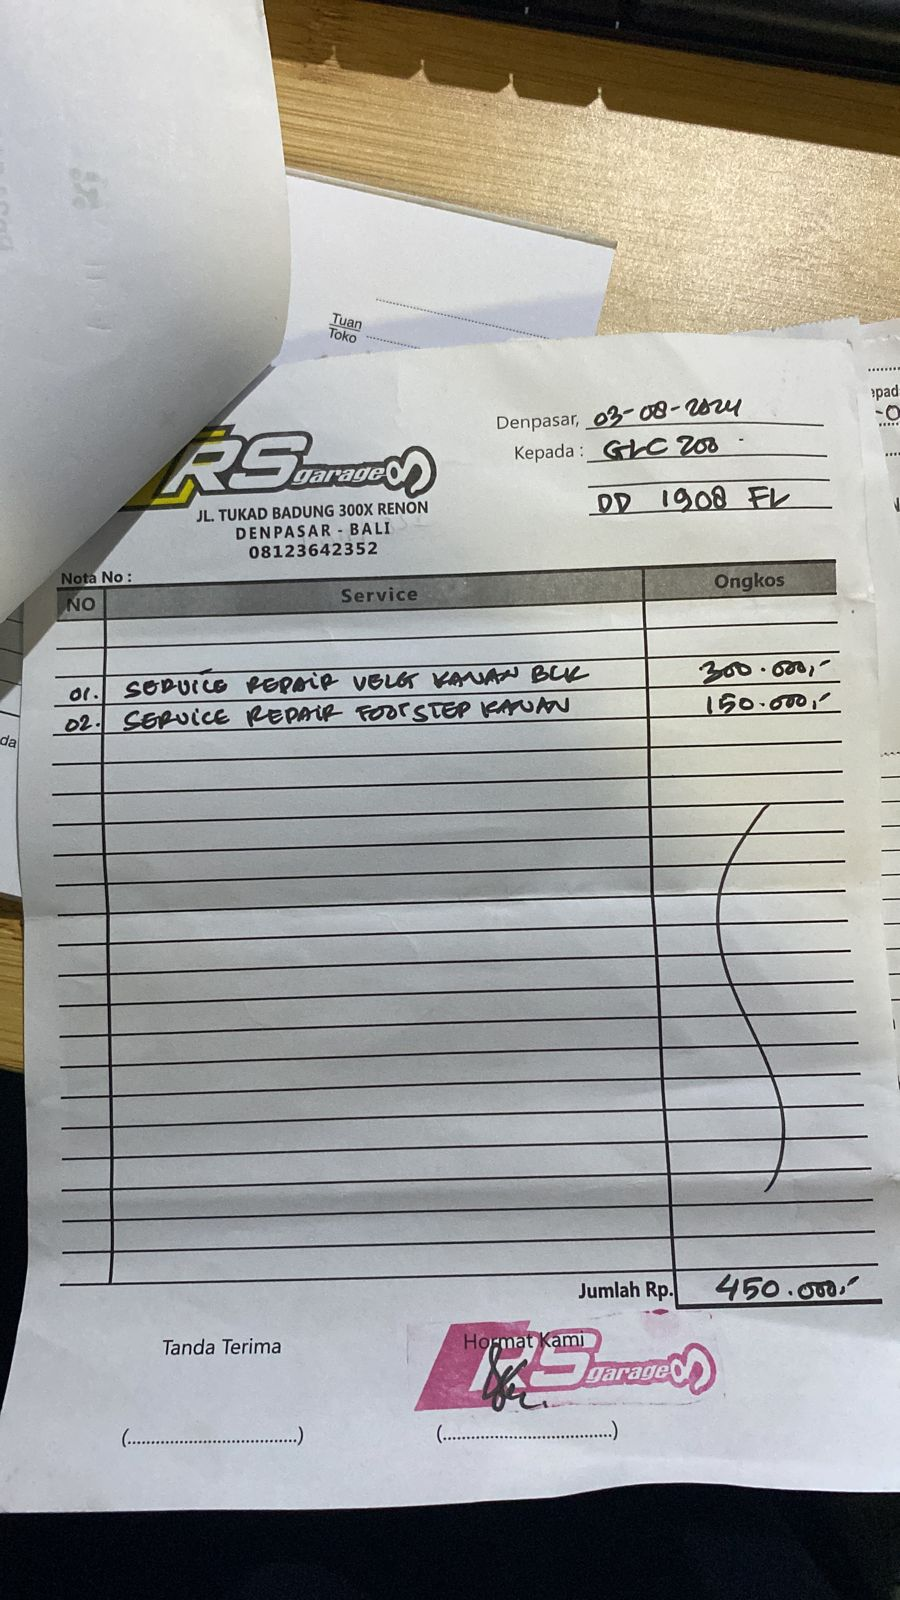 Tuan
Toko
Denpasar, 03-08-2024
Kepada : GLC 200
DD 1908 FL
RS garage
JL. TUKAD BADUNG 300X RENON
DENPASAR - BALI
08123642352
Nota No :
NO Service Ongkos
01. SERVICE REPAIR VELG KANAN BLK 300.000,-
02. SERVICE REPAIR FOOTSTEP KANAN 150.000,-
Jumlah Rp. 450.000,-
Tanda Terima Hormat Kami
RS garage
(..................................) (..................................)
epad
da